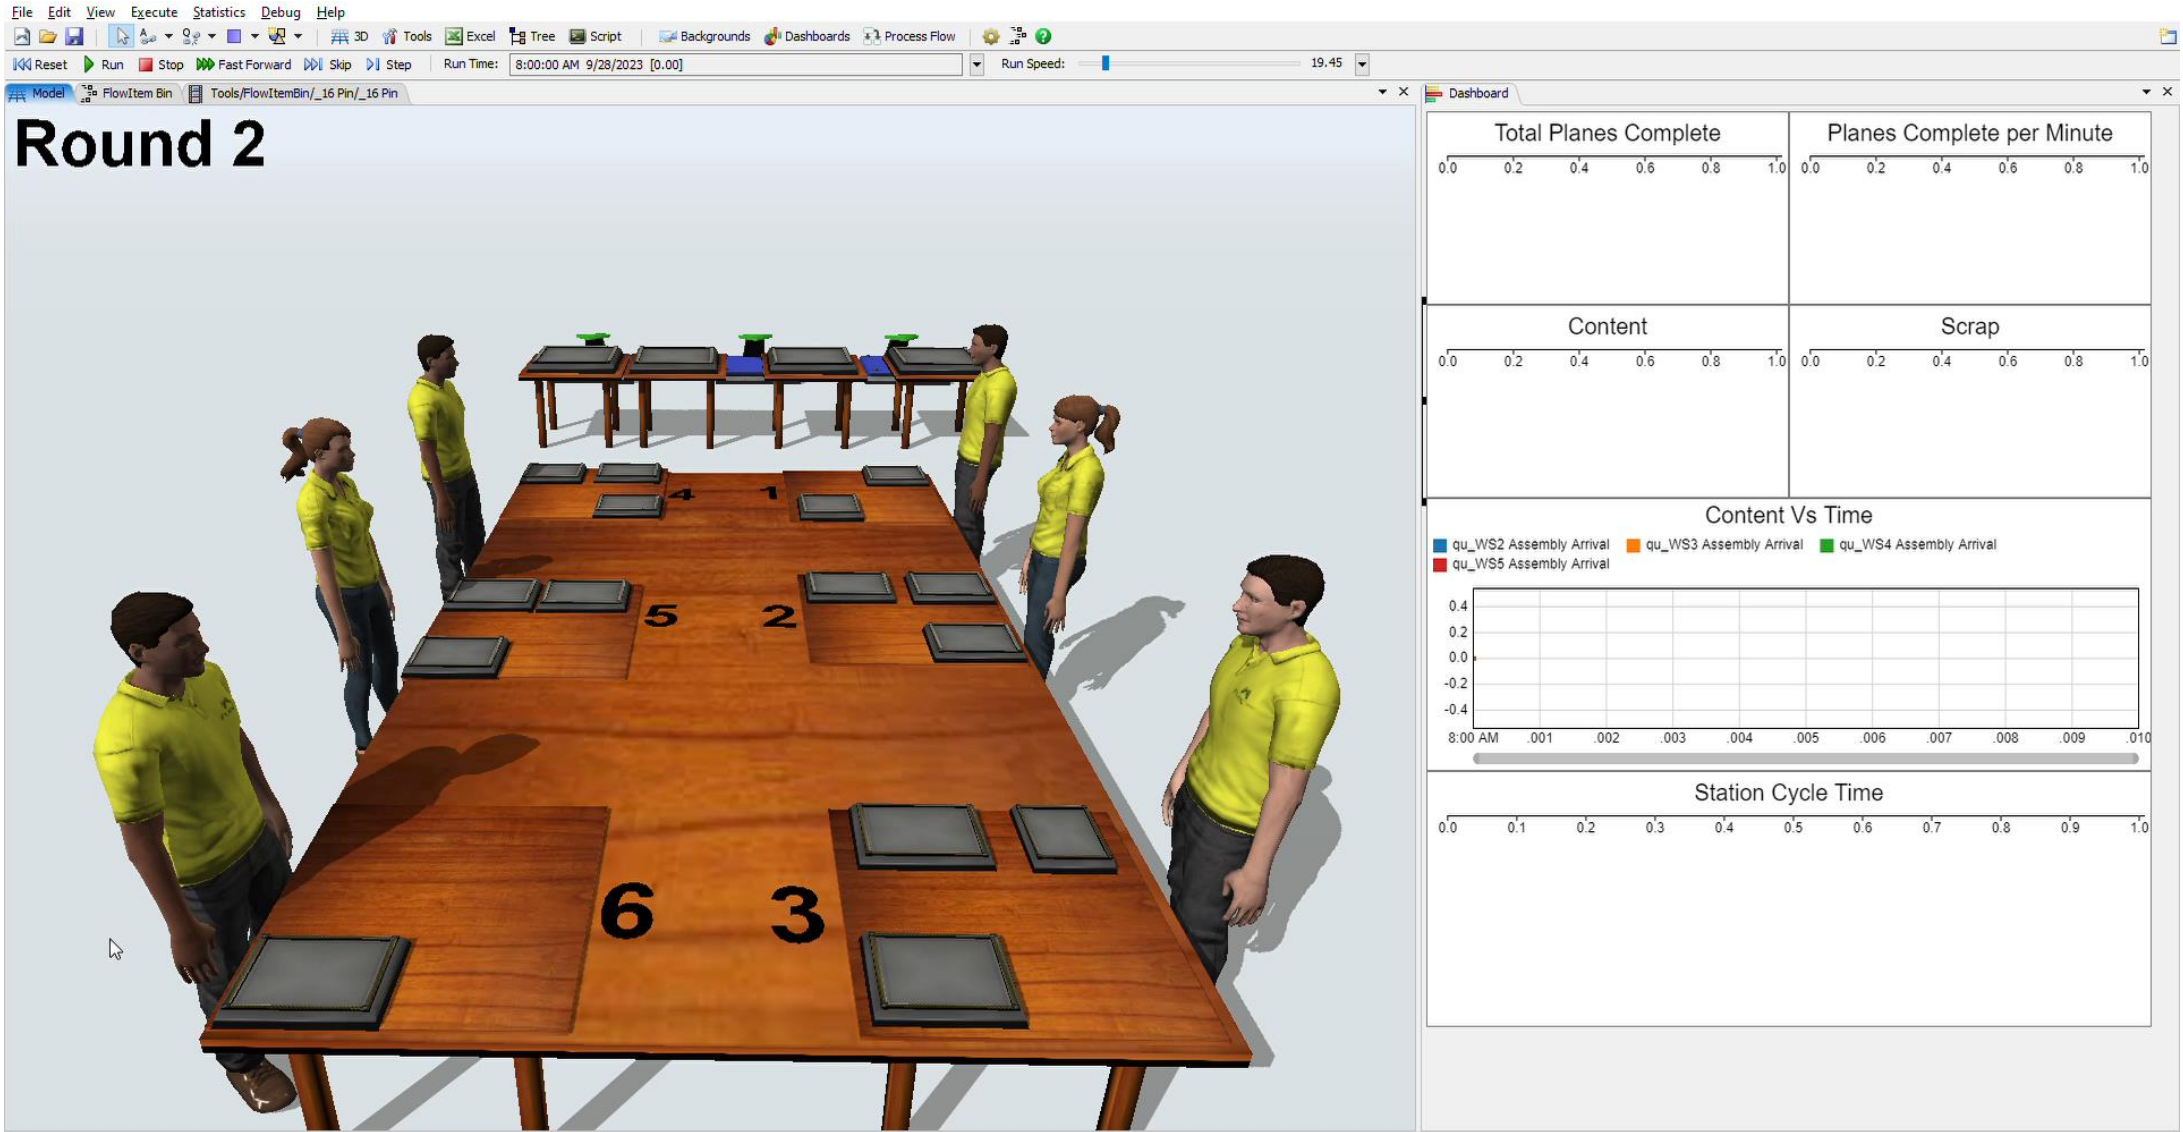 File Edit View Execute Statistics Debug Help
3D Tools Excel Tree Script Backgrounds Dashboards Process Flow
Reset Run Stop Fast Forward Skip Step Run Time: 8:00:00 AM 9/28/2023 [0.00] Run Speed: 19.45
Model FlowItem Bin Tools/FlowItemBin/_16 Pin/_16 Pin
Round 2
4 1
5 2
6 3
Dashboard
Total Planes Complete
0.0 0.2 0.4 0.6 0.8 1.0
Planes Complete per Minute
0.0 0.2 0.4 0.6 0.8 1.0
Content
0.0 0.2 0.4 0.6 0.8 1.0
Scrap
0.0 0.2 0.4 0.6 0.8 1.0
Content Vs Time
qu_WS2 Assembly Arrival qu_WS3 Assembly Arrival qu_WS4 Assembly Arrival
qu_WS5 Assembly Arrival
0.4
0.2
0.0
-0.2
-0.4
8:00 AM .001 .002 .003 .004 .005 .006 .007 .008 .009 .010
Station Cycle Time
0.0 0.1 0.2 0.3 0.4 0.5 0.6 0.7 0.8 0.9 1.0